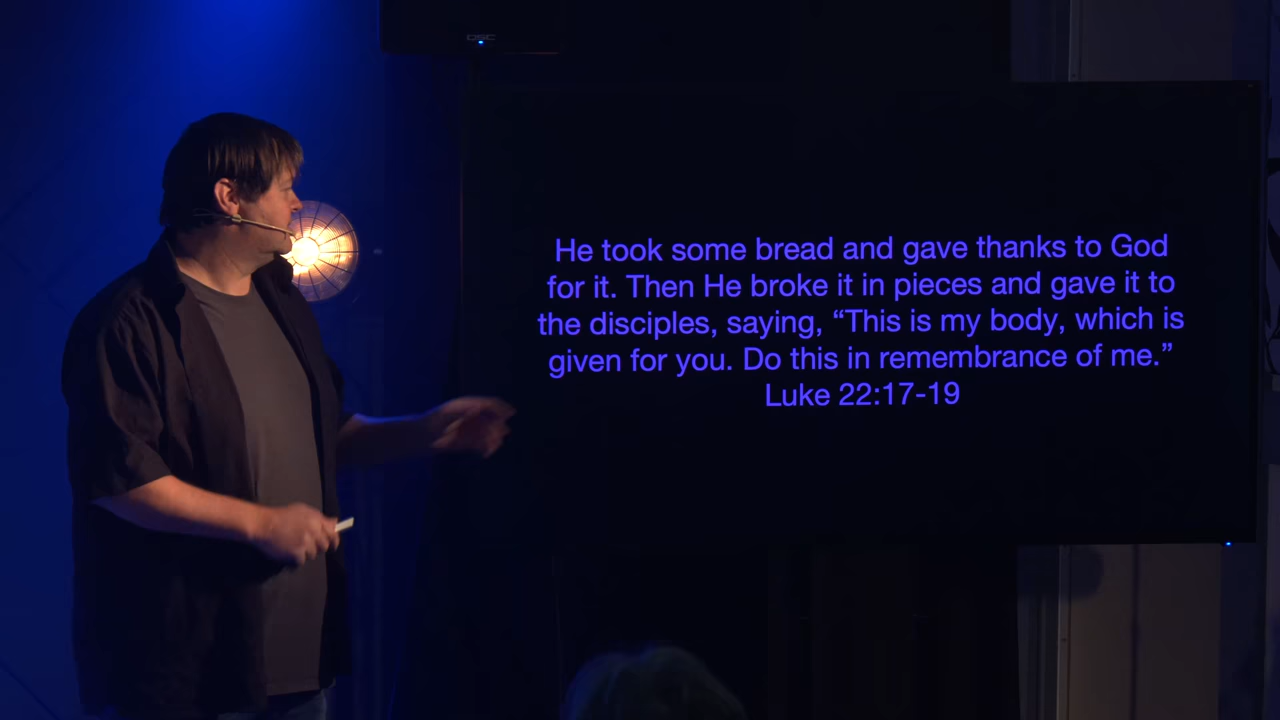 QSC
He took some bread and gave thanks to God
for it. Then He broke it in pieces and gave it to
the disciples, saying, “This is my body, which is
given for you. Do this in remembrance of me.”
Luke 22:17-19